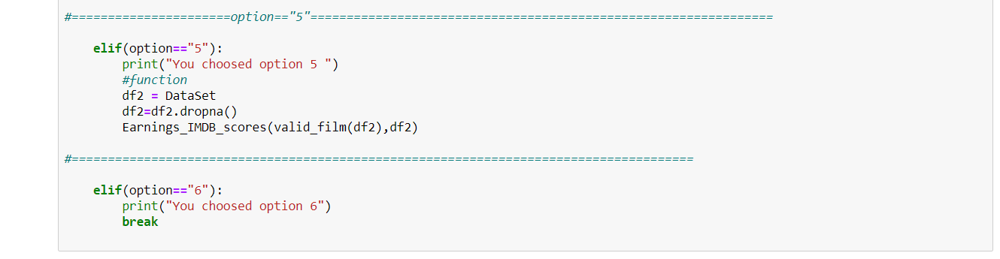 #======================option=="5"================================================================
elif(option=="5"):
print("You choosed option 5 ")
#function
df2 = DataSet
df2=df2.dropna()
Earnings_IMDB_scores(valid_film(df2),df2)
#======================================================================================
elif(option=="6"):
print("You choosed option 6")
break